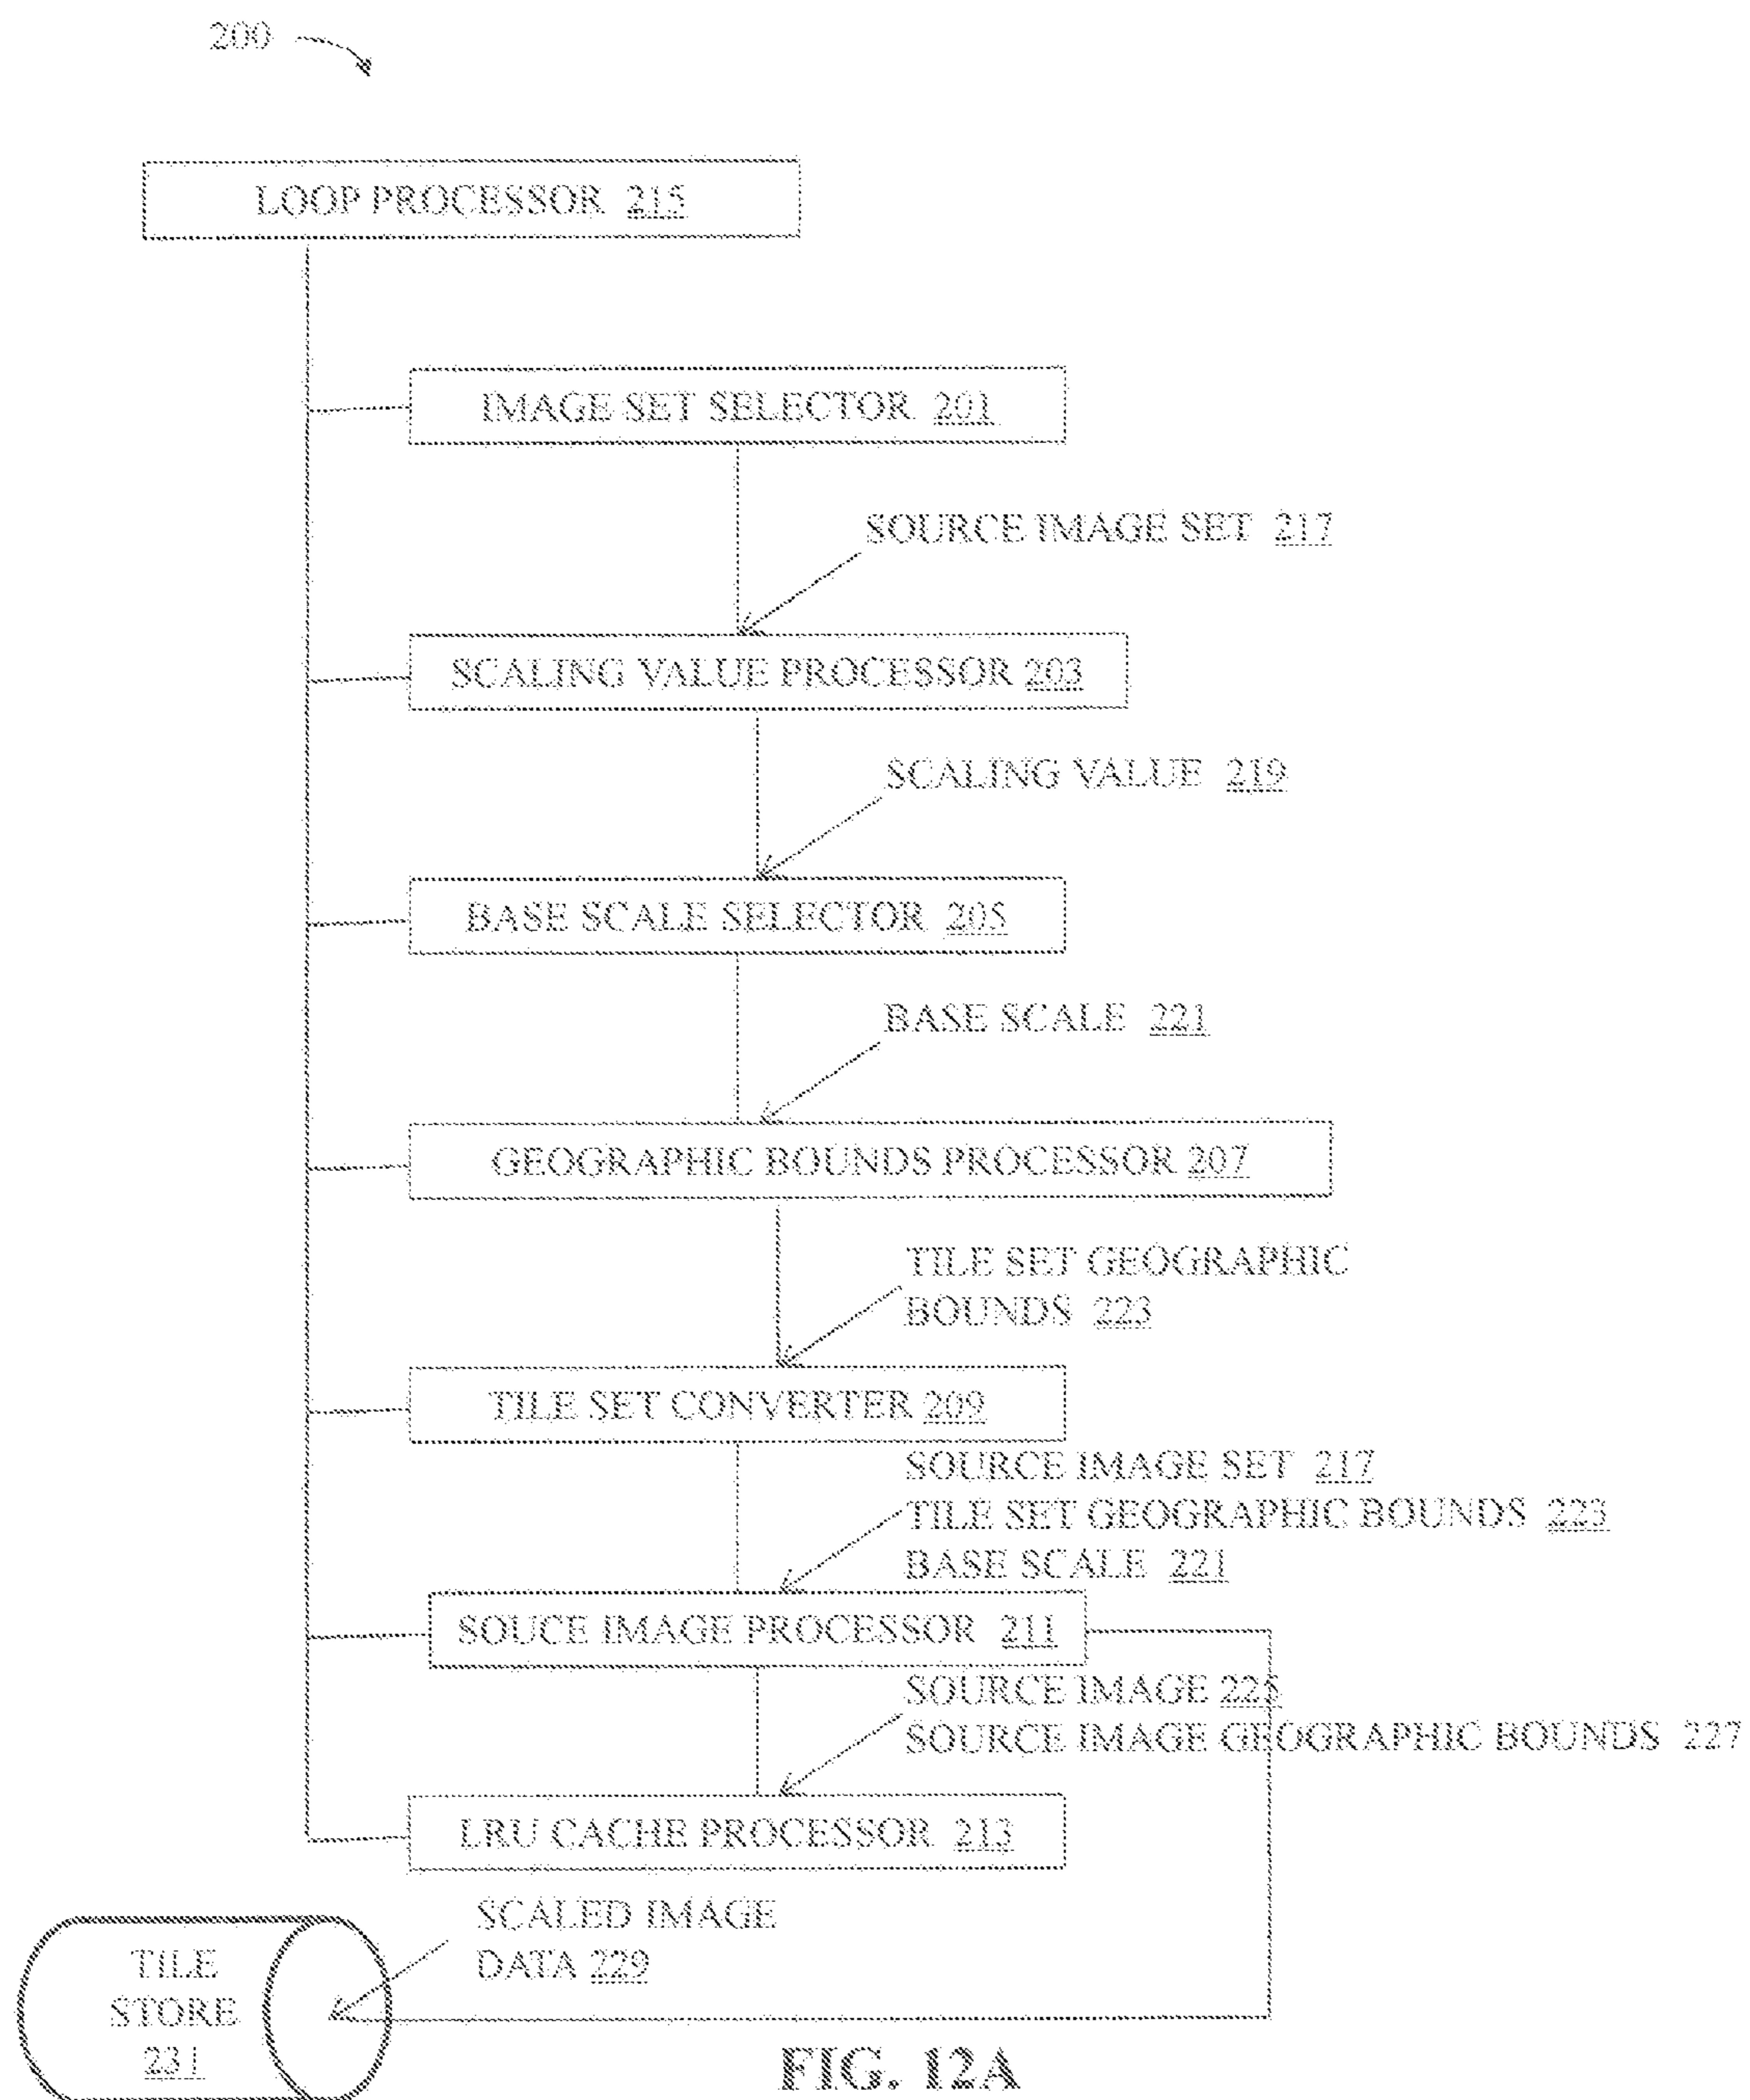 200
LOOP PROCESSOR 215
IMAGE SET SELECTOR 201
SOURCE IMAGE SET 217
SCALING VALUE PROCESSOR 203
SCALING VALUE 219
BASE SCALE SELECTOR 205
BASE SCALE 221
GEOGRAPHIC BOUNDS PROCESSOR 207
TILE SET GEOGRAPHIC
BOUNDS 223
TILE SET CONVERTER 209
SOURCE IMAGE SET 217
TILE SET GEOGRAPHIC BOUNDS 223
BASE SCALE 221
SOUCE IMAGE PROCESSOR 211
SOURCE IMAGE 225
SOURCE IMAGE GEOGRAPHIC BOUNDS 227
LRU CACHE PROCESSOR 213
SCALED IMAGE
DATA 229
TILE
STORE
231
FIG. 12A